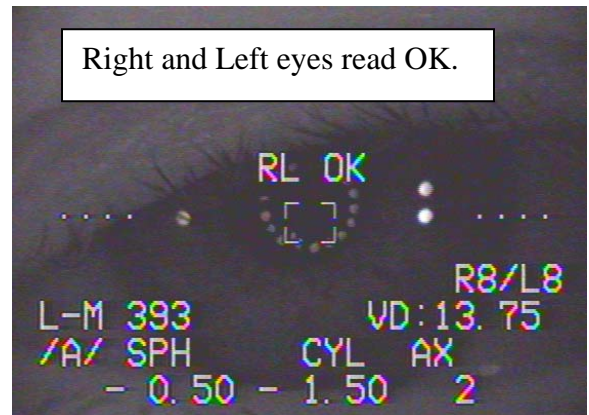 Right and Left eyes read OK.
RL OK
R8/L8
L-M 393 VD:13.75
/A/ SPH CYL AX
- 0.50 - 1.50 2